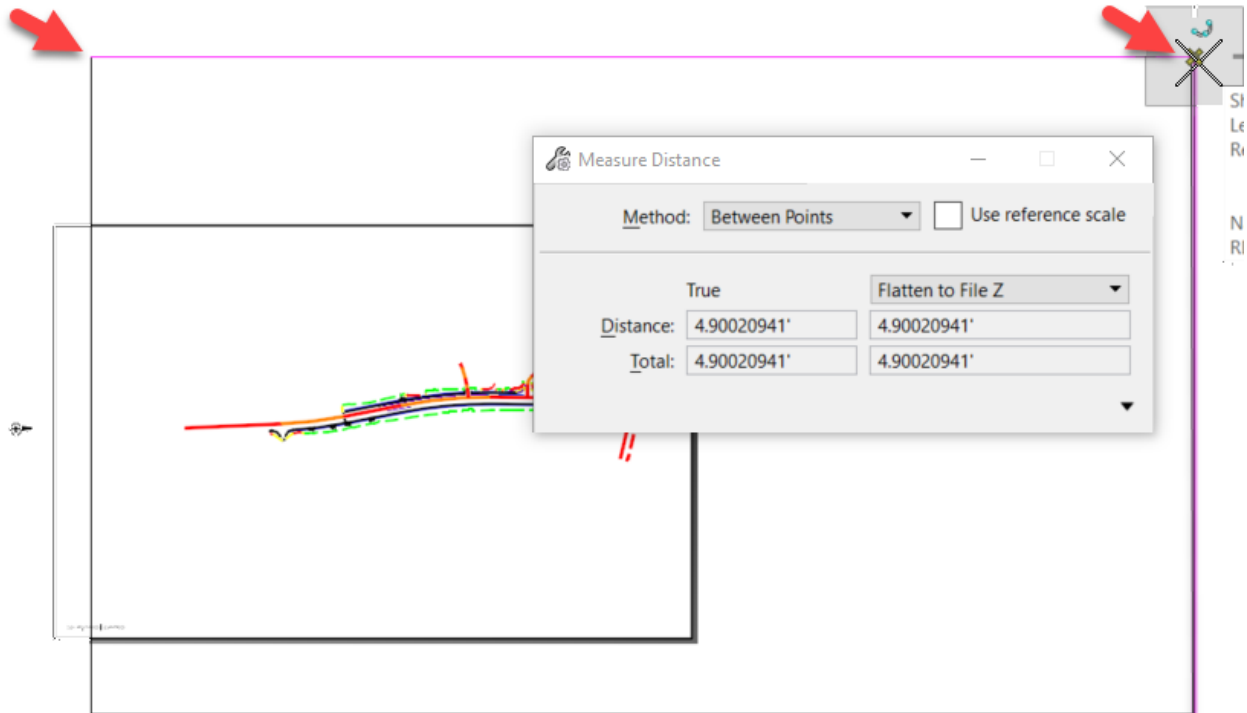 Measure Distance
Method: Between Points Use reference scale
True Flatten to File Z
Distance: 4.90020941' 4.90020941'
Total: 4.90020941' 4.90020941'